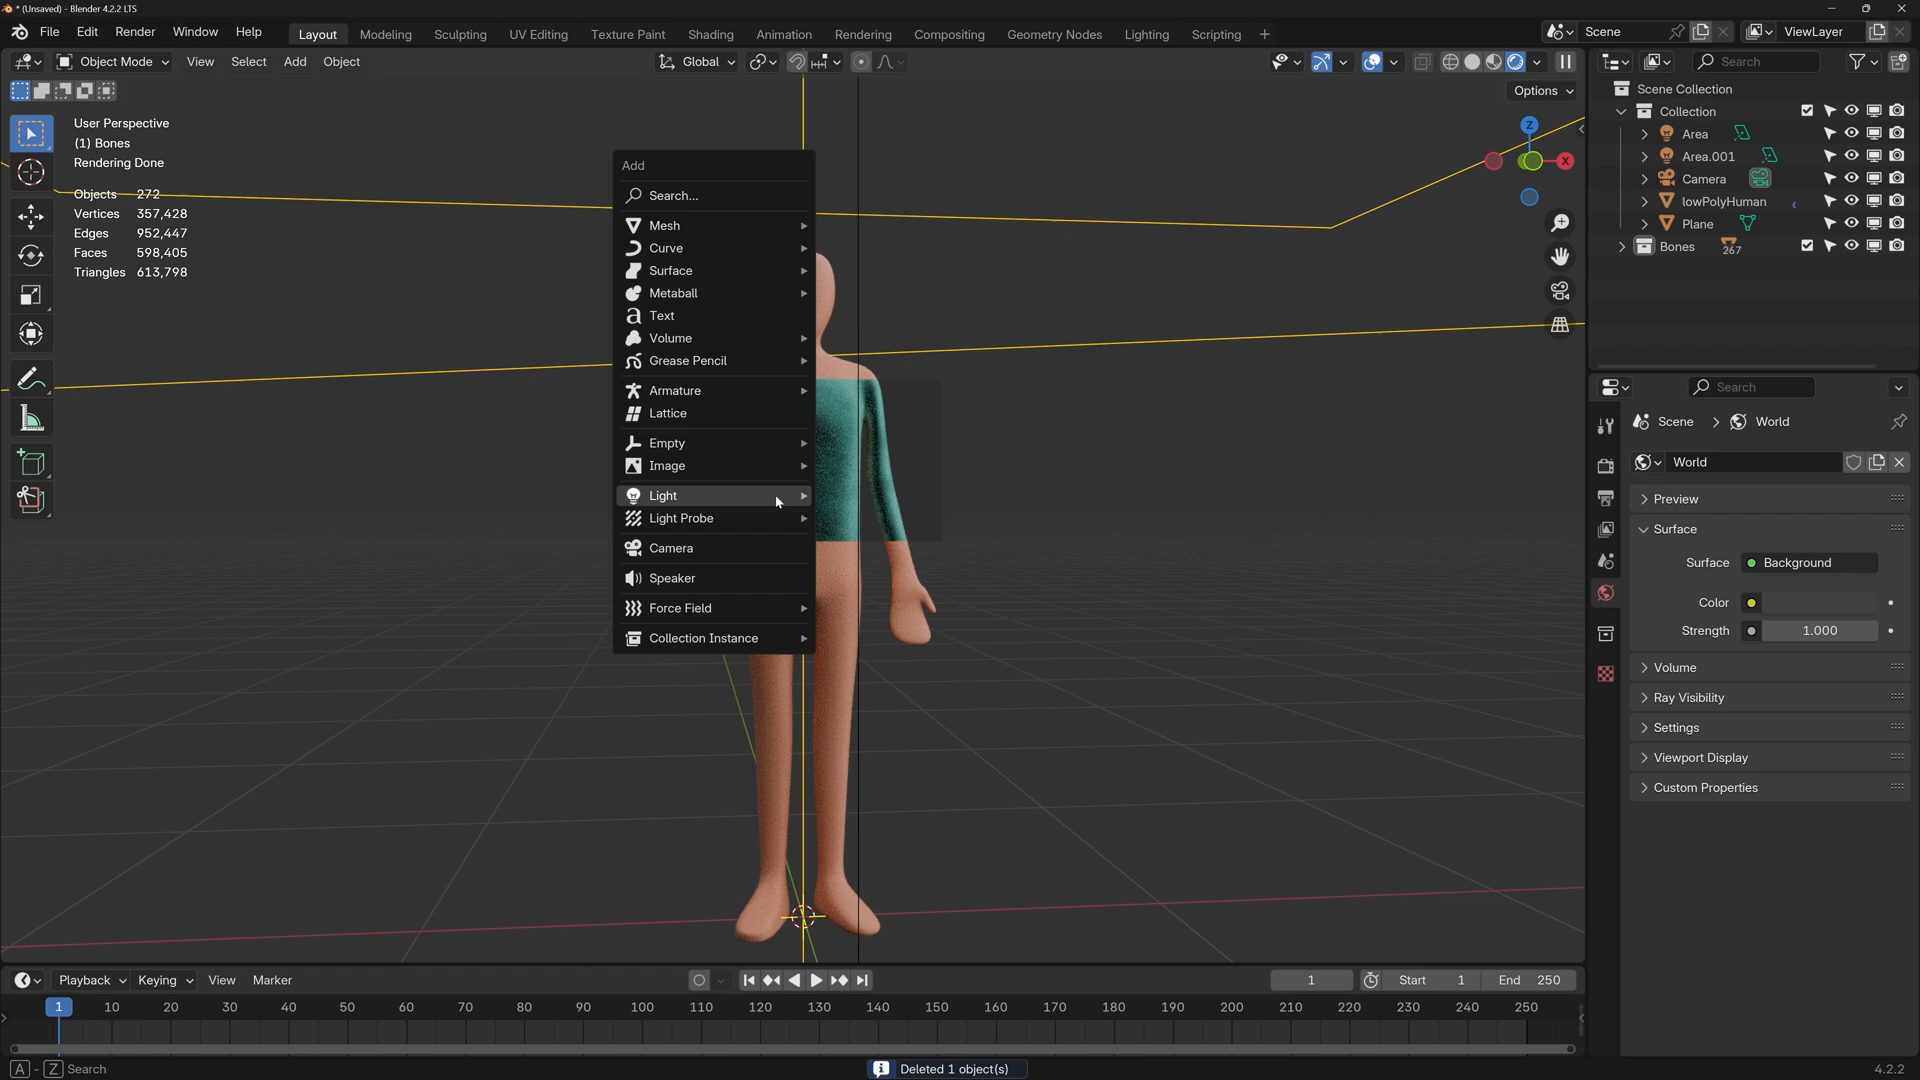 * (Unsaved) - Blender 4.2.2 LTS
File Edit Render Window Help Layout Modeling Sculpting UV Editing Texture Paint Shading Animation Rendering Compositing Geometry Nodes Lighting Scripting + Scene ViewLayer
Object Mode View Select Add Object Global Search
Options
User Perspective
(1) Bones
Rendering Done
Objects 272
Vertices 357,428
Edges 952,447
Faces 598,405
Triangles 613,798
Z
X
Add
Search...
Mesh
Curve
Surface
Metaball
Text
Volume
Grease Pencil
Armature
Lattice
Empty
Image
Light
Light Probe
Camera
Speaker
Force Field
Collection Instance
Scene Collection
Collection
Area
Area.001
Camera
lowPolyHuman
Plane
Bones 267
Search
Scene > World
World
Preview
Surface
Surface Background
Color
Strength 1.000
Volume
Ray Visibility
Settings
Viewport Display
Custom Properties
Playback Keying View Marker 1 Start 1 End 250
1 10 20 30 40 50 60 70 80 90 100 110 120 130 140 150 160 170 180 190 200 210 220 230 240 250
A - Z Search Deleted 1 object(s) 4.2.2